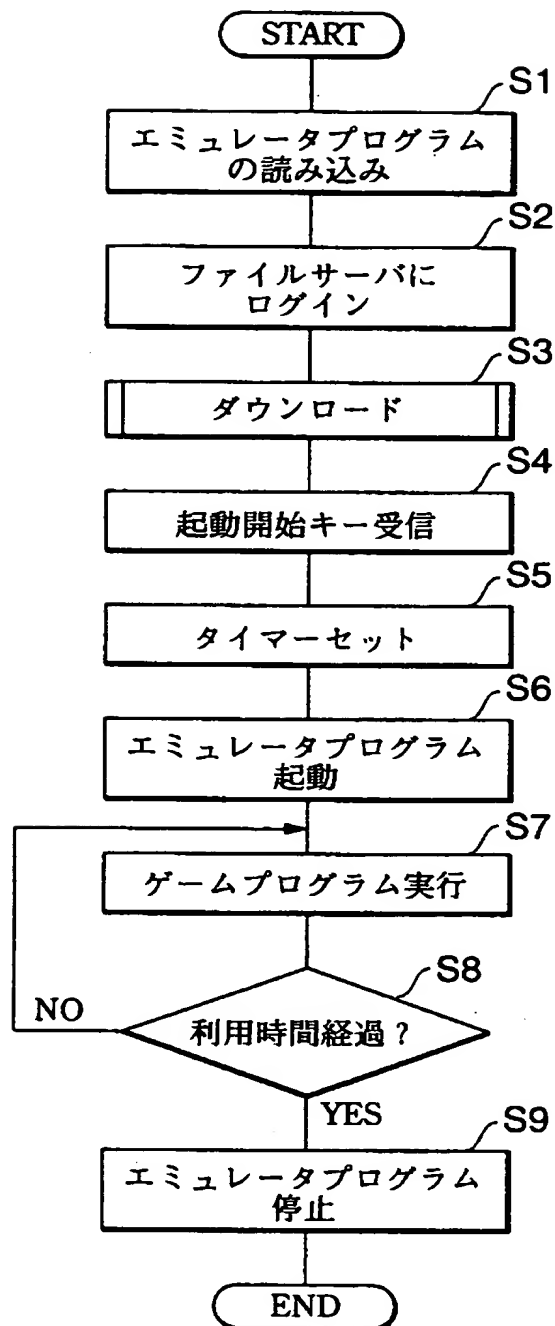 START
S1
エミュレータプログラム
の読み込み
S2
ファイルサーバに
ログイン
S3
ダウンロード
S4
起動開始キー受信
S5
タイマーセット
S6
エミュレータプログラム
起動
S7
ゲームプログラム実行
S8
利用時間経過？
NO
YES
S9
エミュレータプログラム
停止
END